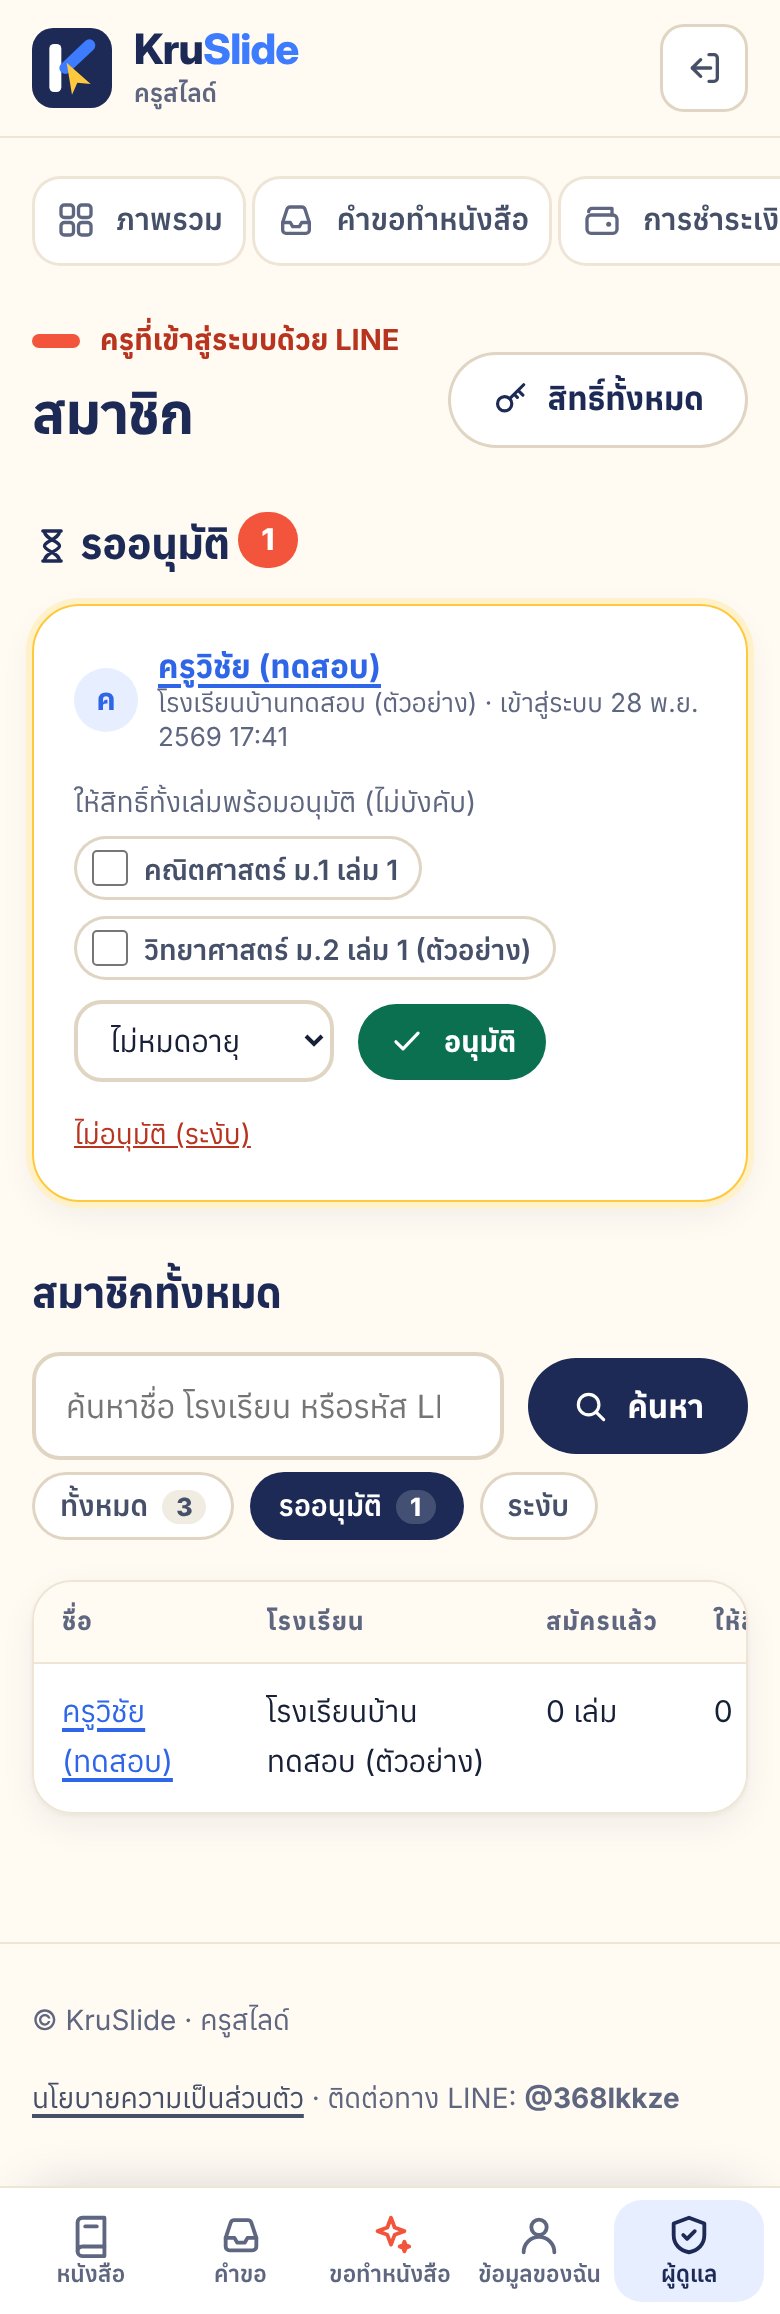 KruSlide
ครูสไลด์
ภาพรวม
คำขอทำหนังสือ
การชำระเงิ
ครูที่เข้าสู่ระบบด้วย LINE
สมาชิก
สิทธิ์ทั้งหมด
รออนุมัติ 1
ค
ครูวิชัย (ทดสอบ)
โรงเรียนบ้านทดสอบ (ตัวอย่าง) · เข้าสู่ระบบ 28 พ.ย.
2569 17:41
ให้สิทธิ์ทั้งเล่มพร้อมอนุมัติ (ไม่บังคับ)
คณิตศาสตร์ ม.1 เล่ม 1
วิทยาศาสตร์ ม.2 เล่ม 1 (ตัวอย่าง)
ไม่หมดอายุ
อนุมัติ
ไม่อนุมัติ (ระงับ)
สมาชิกทั้งหมด
ค้นหาชื่อ โรงเรียน หรือรหัส LI
ค้นหา
ทั้งหมด 3
รออนุมัติ 1
ระงับ
ชื่อ โรงเรียน สมัครแล้ว ให้
ครูวิชัย โรงเรียนบ้าน 0 เล่ม 0
(ทดสอบ) ทดสอบ (ตัวอย่าง)
© KruSlide · ครูสไลด์
นโยบายความเป็นส่วนตัว · ติดต่อทาง LINE: @368lkkze
หนังสือ
คำขอ
ขอทำหนังสือ
ข้อมูลของฉัน
ผู้ดูแล